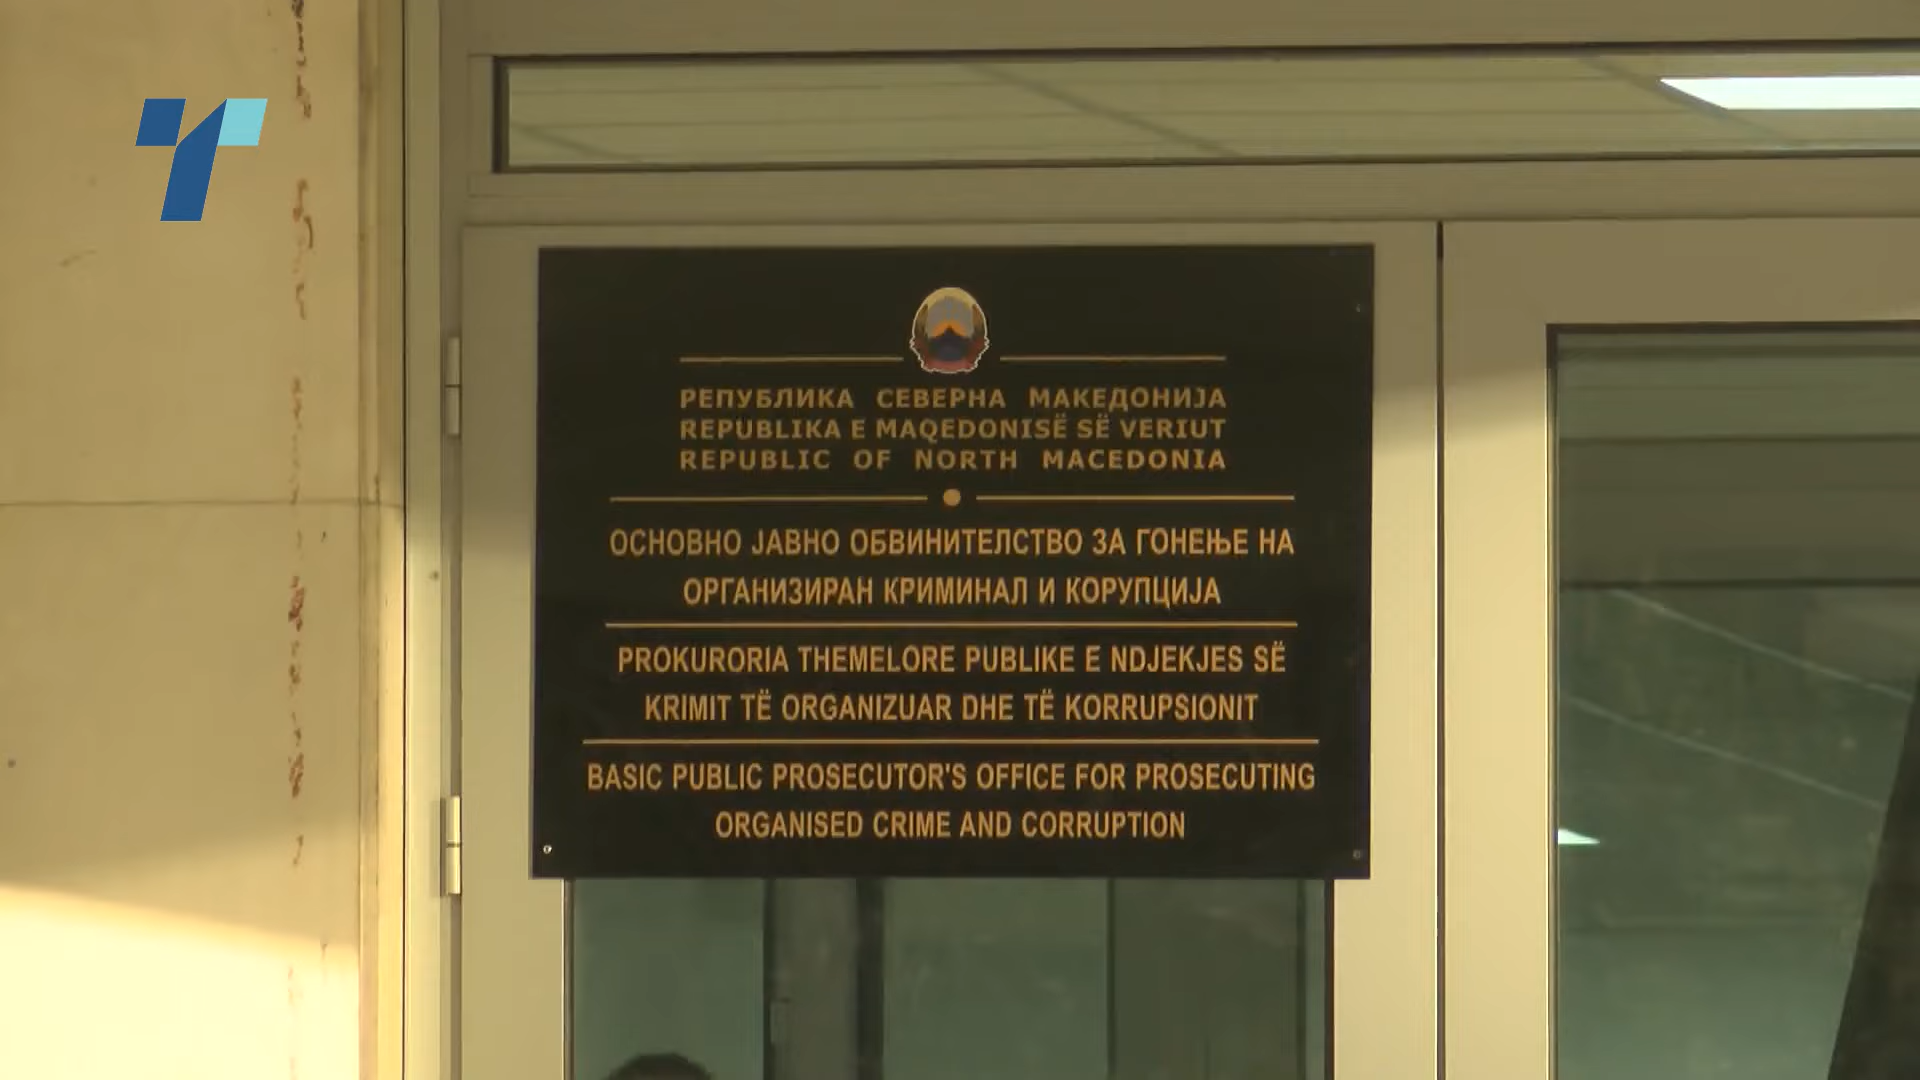 РЕПУБЛИКА СЕВЕРНА МАКЕДОНИЈА
REPUBLIKA E MAQEDONISË SË VERIUT
REPUBLIC OF NORTH MACEDONIA
ОСНОВНО ЈАВНО ОБВИНИТЕЛСТВО ЗА ГОНЕЊЕ НА
ОРГАНИЗИРАН КРИМИНАЛ И КОРУПЦИЈА
PROKURORIA THEMELORE PUBLIKE E NDJEKJES SË
KRIMIT TË ORGANIZUAR DHE TË KORRUPSIONIT
BASIC PUBLIC PROSECUTOR'S OFFICE FOR PROSECUTING
ORGANISED CRIME AND CORRUPTION